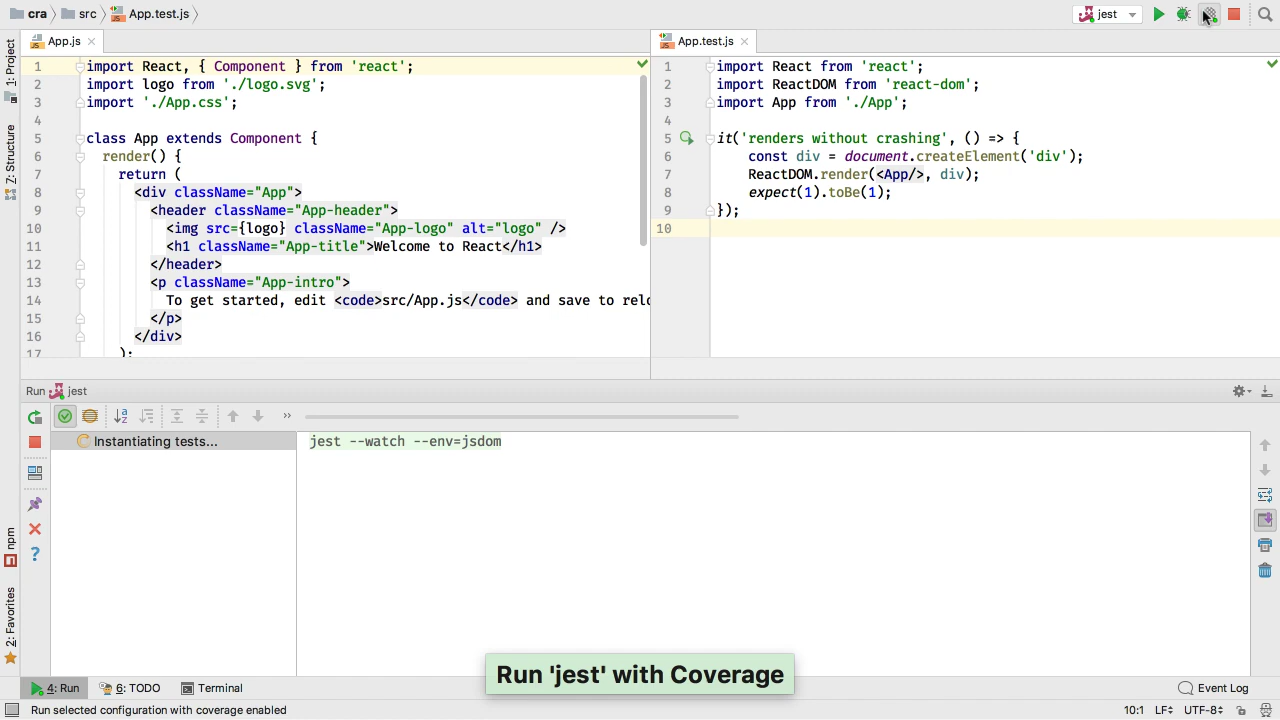 cra src App.test.js jest
App.js App.test.js
1: Project
Z: Structure
npm
2: Favorites
1 import React, { Component } from 'react';
2 import logo from './logo.svg';
3 import './App.css';
4
5 class App extends Component {
6 render() {
7 return (
8 <div className="App">
9 <header className="App-header">
10 <img src={logo} className="App-logo" alt="logo" />
11 <h1 className="App-title">Welcome to React</h1>
12 </header>
13 <p className="App-intro">
14 To get started, edit <code>src/App.js</code> and save to relo
15 </p>
16 </div>
17 );
1 import React from 'react';
2 import ReactDOM from 'react-dom';
3 import App from './App';
4
5 it('renders without crashing', () => {
6 const div = document.createElement('div');
7 ReactDOM.render(<App/>, div);
8 expect(1).toBe(1);
9 });
10
Run jest
Instantiating tests...
jest --watch --env=jsdom
Run 'jest' with Coverage
4: Run 6: TODO Terminal Event Log
Run selected configuration with coverage enabled 10:1 LF÷ UTF-8÷